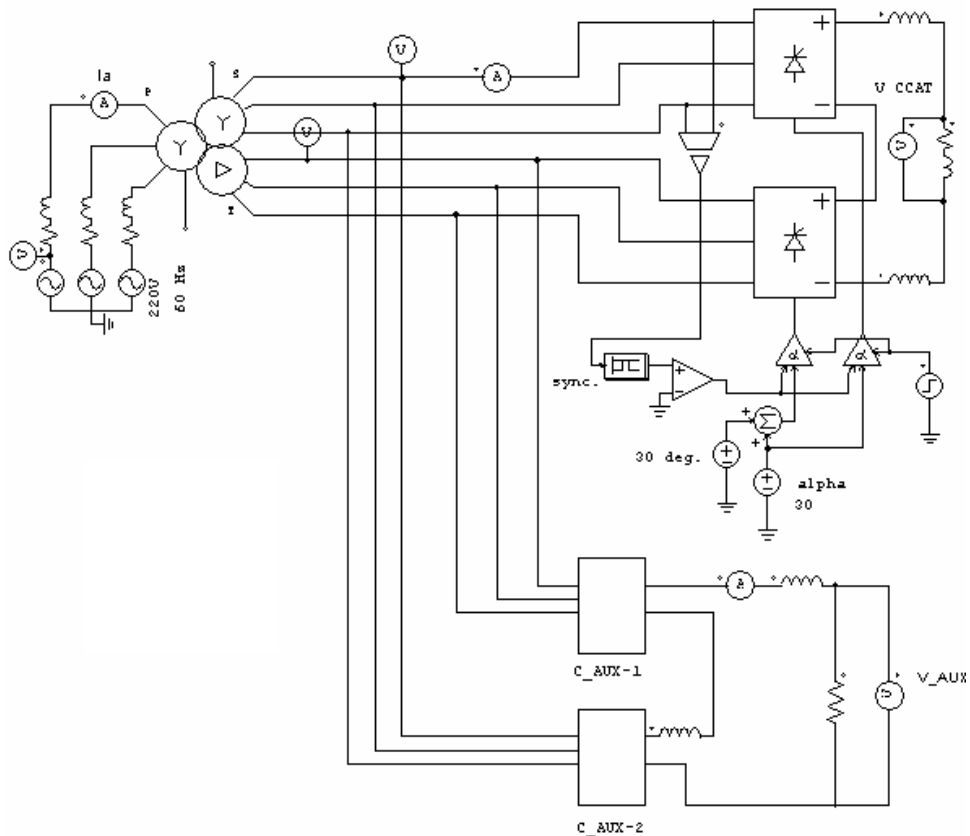 Ia
P
S
T
V
A
V
V
A
V
220V
60 Hz
V CCAT
V
sync.
30 deg.
alpha
30
α
α
Σ
C_AUX-1
C_AUX-2
A
V
V_AUX
Y
Y